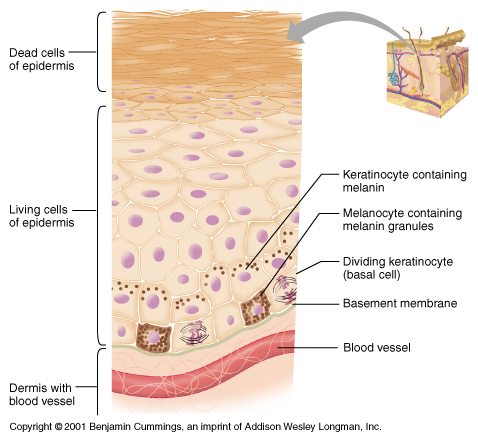 Dead cells
of epidermis
Living cells
of epidermis
Dermis with
blood vessel
Keratinocyte containing
melanin
Melanocyte containing
melanin granules
Dividing keratinocyte
(basal cell)
Basement membrane
Blood vessel
Copyright © 2001 Benjamin Cummings, an imprint of Addison Wesley Longman, Inc.